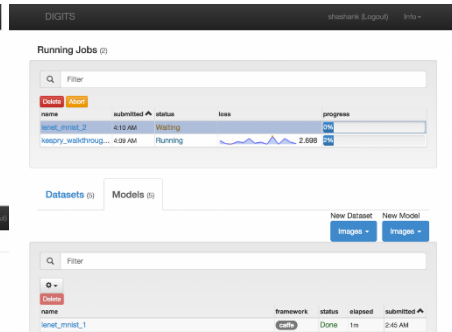 DIGITS
shashank (Logout) Info
Running Jobs (2)
Filter
Delete Abort
name submitted status loss progress
lenet_mnist_2 4:10 AM Waiting 0%
keepry_walkthroug... 4:09 AM Running 2.698 2%
Datasets (5) Models (5)
New Dataset New Model
Images Images
Filter
Delete
name framework status elapsed submitted
lenet_mnist_1 caffe Done 1m 2:45 AM